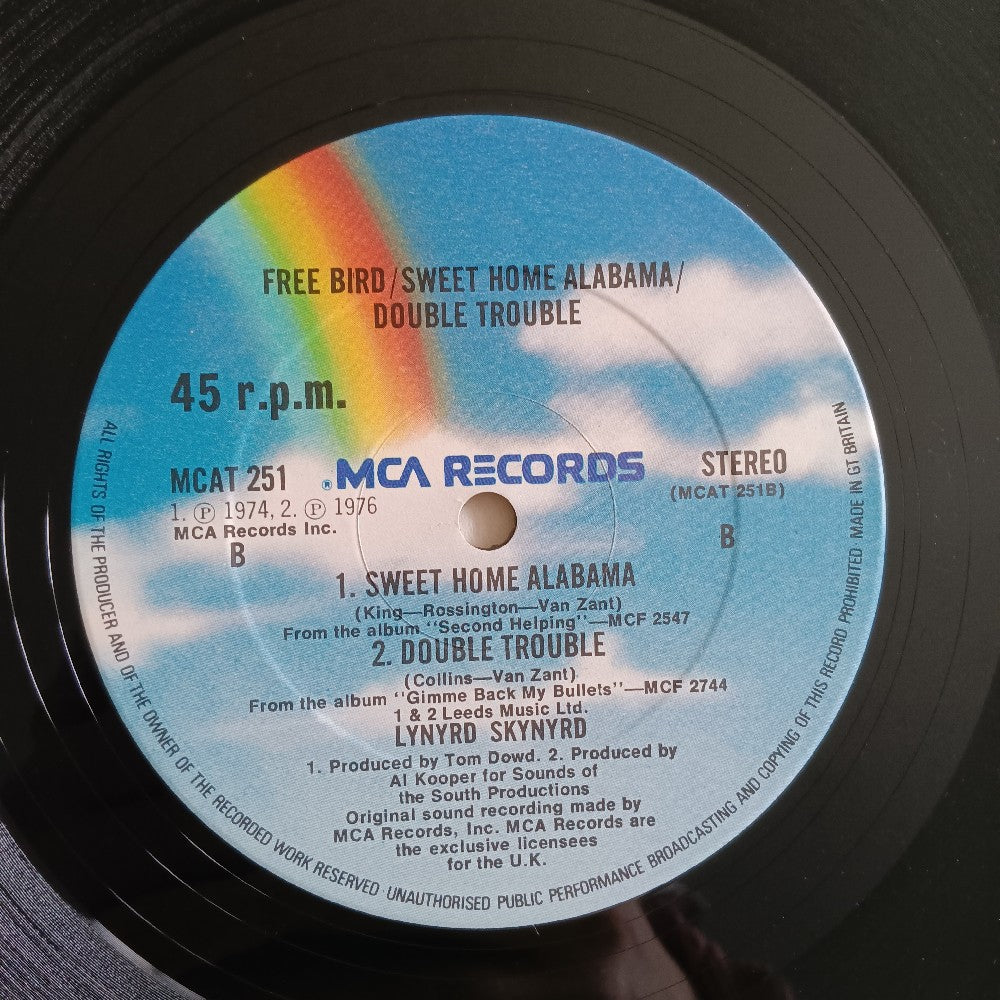 FREE BIRD/SWEET HOME ALABAMA/
DOUBLE TROUBLE
45 r.p.m.
MCAT 251
® MCA RECORDS
STEREO
(MCAT 251B)
1. ℗ 1974, 2. ℗ 1976
MCA Records Inc.
B
B
1. SWEET HOME ALABAMA
(King—Rossington—Van Zant)
From the album "Second Helping"—MCF 2547
2. DOUBLE TROUBLE
(Collins—Van Zant)
From the album "Gimme Back My Bullets"—MCF 2744
1 & 2 Leeds Music Ltd.
LYNYRD SKYNYRD
1. Produced by Tom Dowd. 2. Produced by
Al Kooper for Sounds of
the South Productions
Original sound recording made by
MCA Records, Inc. MCA Records are
the exclusive licensees
for the U.K.
ALL RIGHTS OF THE PRODUCER AND OF THE OWNER OF THE RECORDED WORK RESERVED · UNAUTHORISED PUBLIC PERFORMANCE BROADCASTING AND COPYING OF THIS RECORD PROHIBITED MADE IN GT BRITAIN